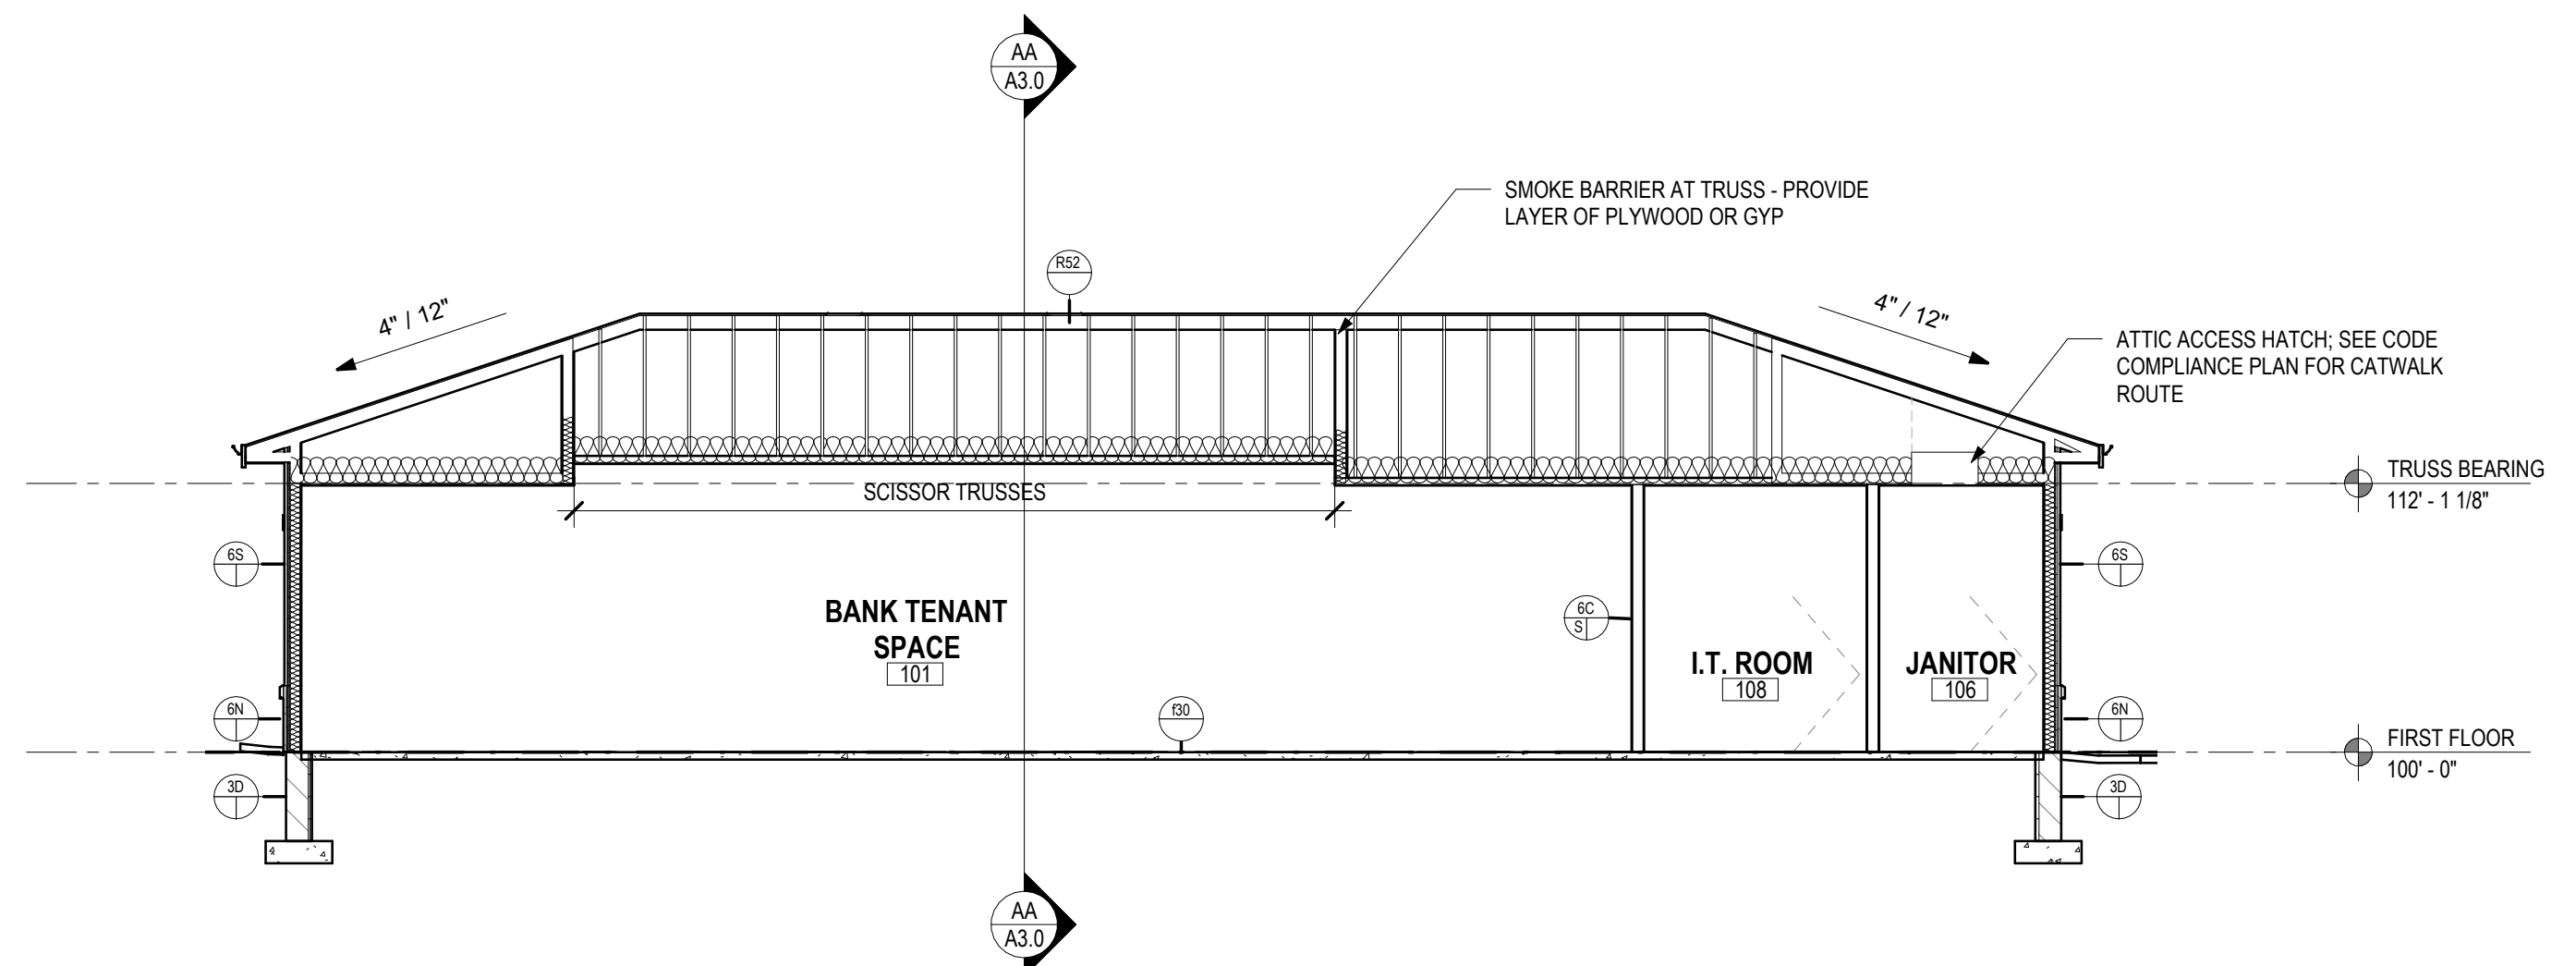 AA
A3.0
SMOKE BARRIER AT TRUSS - PROVIDE
LAYER OF PLYWOOD OR GYP
R52
4" / 12"
4" / 12"
ATTIC ACCESS HATCH; SEE CODE
COMPLIANCE PLAN FOR CATWALK
ROUTE
TRUSS BEARING
112' - 1 1/8"
SCISSOR TRUSSES
6S
6S
BANK TENANT
SPACE
101
6C
S
I.T. ROOM
108
JANITOR
106
6N
f30
6N
FIRST FLOOR
100' - 0"
3D
3D
AA
A3.0